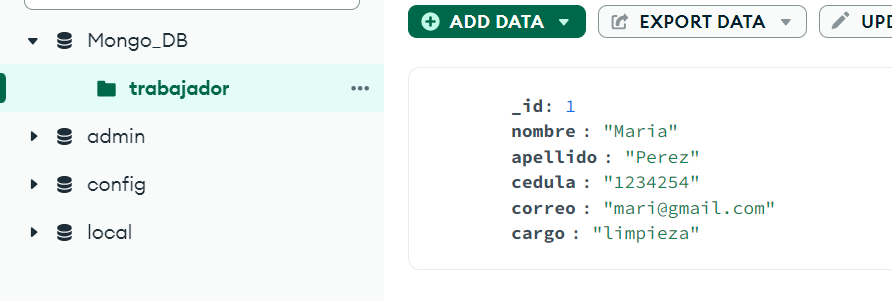 Mongo_DB
trabajador
admin
config
local
ADD DATA
EXPORT DATA
UP
_id: 1
nombre : "Maria"
apellido : "Perez"
cedula : "1234254"
correo : "mari@gmail.com"
cargo : "limpieza"